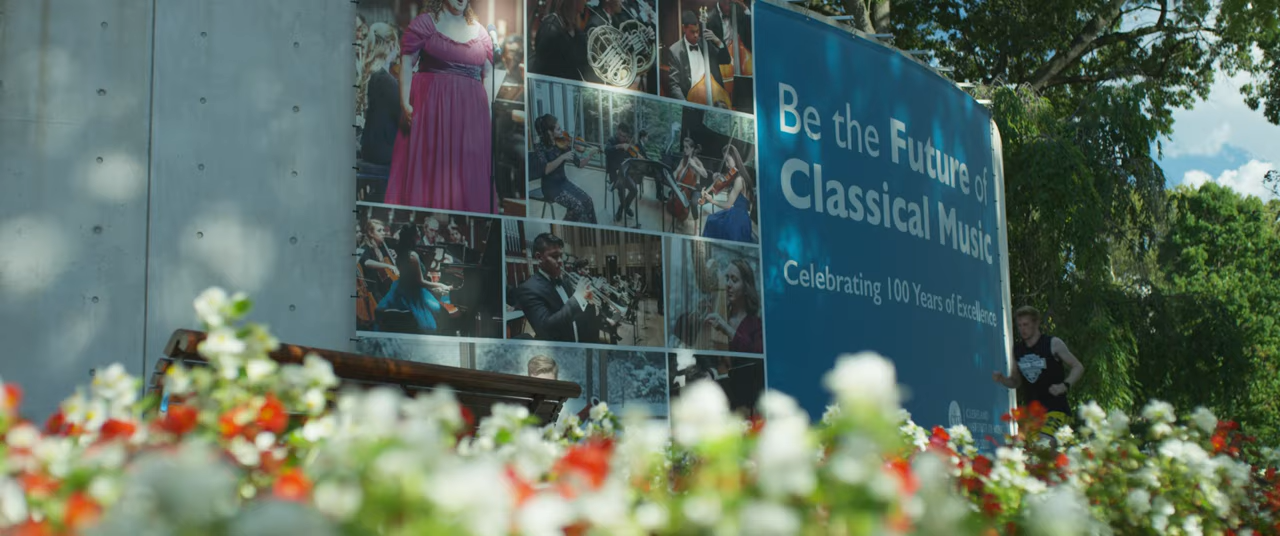 Be the Future of
Classical Music
Celebrating 100 Years of Excellence